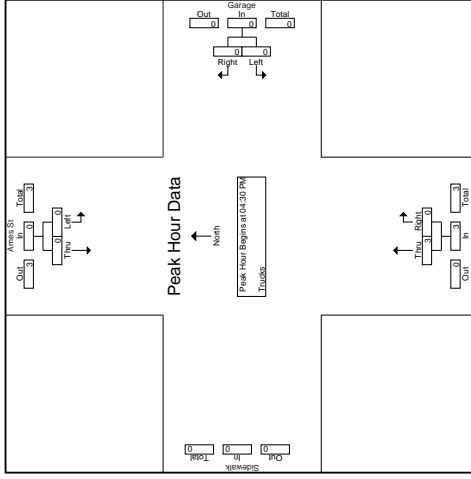 Garage
Out In Total
0 0 0
0 0
Right Left
Ames St
Out In Total
3 0 3
0 0
Thru Left
Peak Hour Data
North
Peak Hour Begins at 04:30 PM
Trucks
Total In Out
0 0 0
Sidewalk
Thru Right
3 0
Out In Total
0 3 3